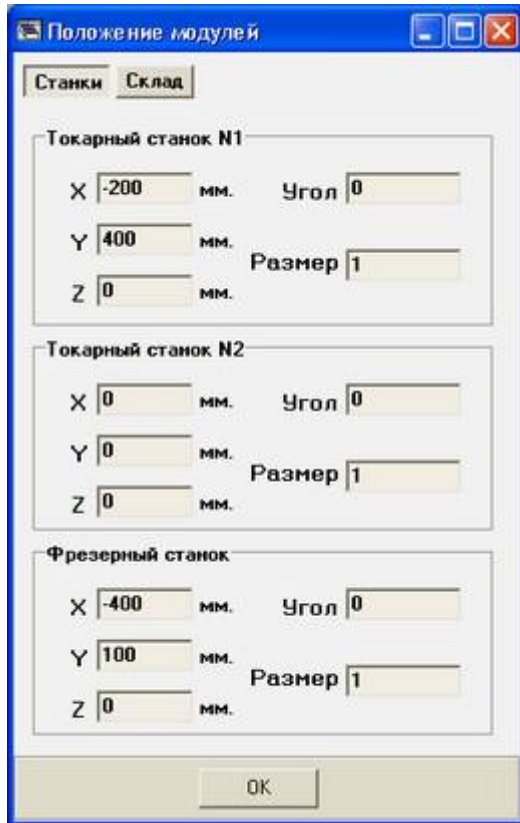 Положение модулей
Станки Склад
Токарный станок N1
X -200 мм. Угол 0
Y 400 мм.
Размер 1
Z 0 мм.
Токарный станок N2
X 0 мм. Угол 0
Y 0 мм.
Размер 1
Z 0 мм.
Фрезерный станок
X -400 мм. Угол 0
Y 100 мм.
Размер 1
Z 0 мм.
OK